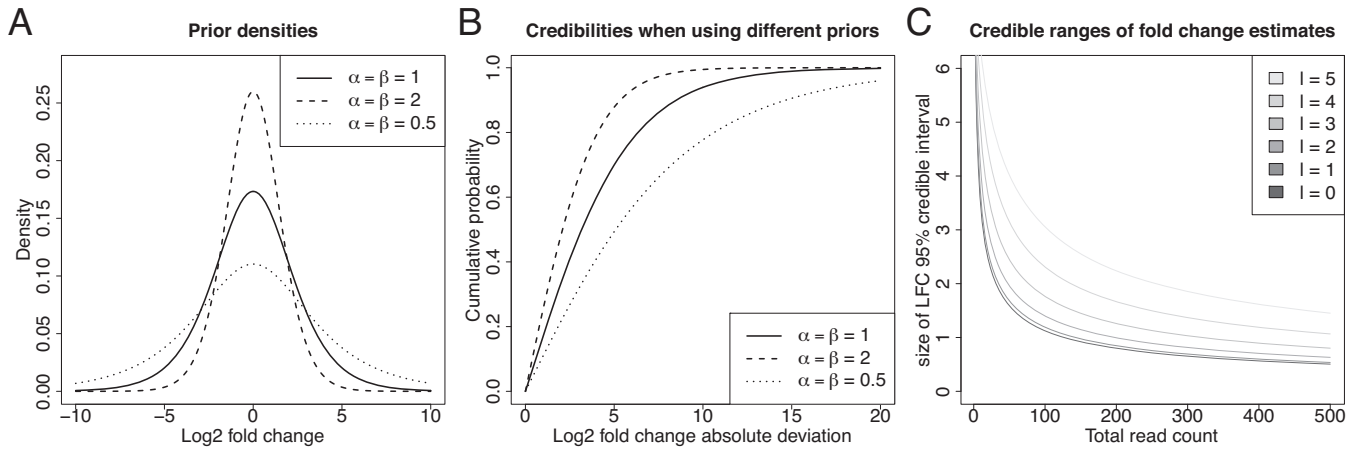 A
Prior densities
α = β = 1
α = β = 2
α = β = 0.5
Density
0.00
0.05
0.10
0.15
0.20
0.25
−10
−5
0
5
10
Log2 fold change
B
Credibilities when using different priors
Cumulative probability
0.0
0.2
0.4
0.6
0.8
1.0
α = β = 1
α = β = 2
α = β = 0.5
0
5
10
15
20
Log2 fold change absolute deviation
C
Credible ranges of fold change estimates
size of LFC 95% credible interval
0
1
2
3
4
5
6
l = 5
l = 4
l = 3
l = 2
l = 1
l = 0
0
100
200
300
400
500
Total read count